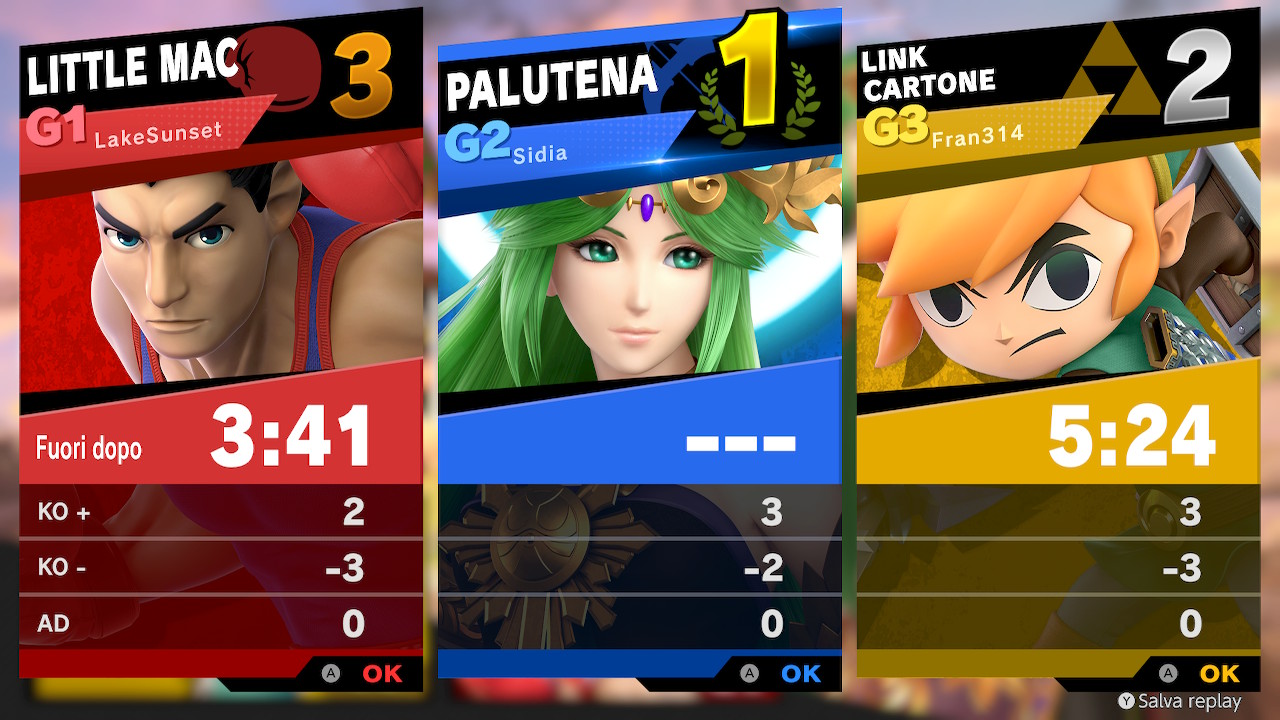 LITTLE MAC
3
G1 LakeSunset
Fuori dopo 3:41
KO + 2
KO - -3
AD 0
A OK
PALUTENA
1
G2 Sidia
---
3
-2
0
A OK
LINK
CARTONE
2
G3 Fran314
5:24
3
-3
0
A OK
Y Salva replay